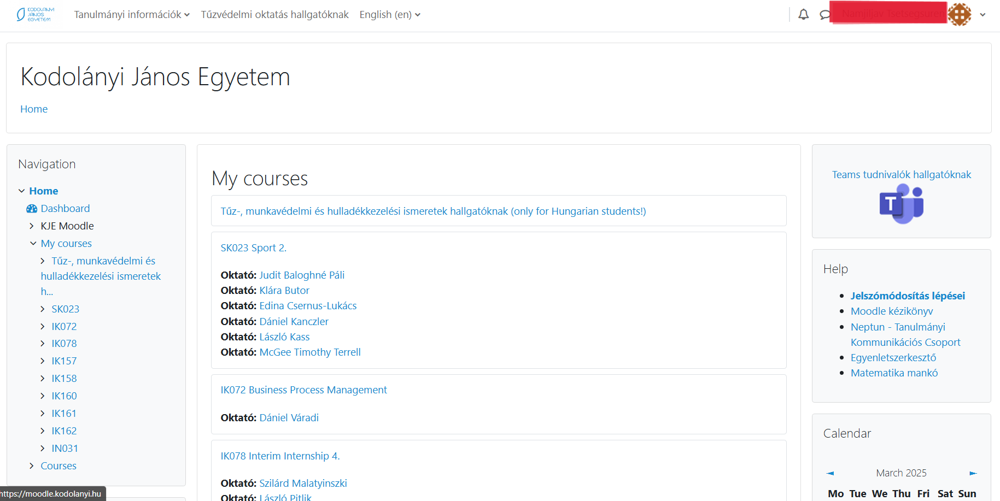 KODOLÁNYI
JÁNOS
EGYETEM
Tanulmányi információk
Tűzvédelmi oktatás hallgatóknak
English (en)
Kodolányi János Egyetem
Home
Navigation
Home
Dashboard
KJE Moodle
My courses
Tűz-, munkavédelmi és
hulladékkezelési ismeretek
h...
SK023
IK072
IK078
IK157
IK158
IK160
IK161
IK162
IN031
Courses
https://moodle.kodolanyi.hu
My courses
Tűz-, munkavédelmi és hulladékkezelési ismeretek hallgatóknak (only for Hungarian students!)
SK023 Sport 2.
Oktató: Judit Baloghné Páli
Oktató: Klára Butor
Oktató: Edina Csernus-Lukács
Oktató: Dániel Kanczler
Oktató: László Kass
Oktató: McGee Timothy Terrell
IK072 Business Process Management
Oktató: Dániel Váradi
IK078 Interim Internship 4.
Oktató: Szilárd Malatyinszki
Oktató: László Pitlik
Teams tudnivalók hallgatóknak
T
Help
Jelszómódosítás lépései
Moodle kézikönyv
Neptun - Tanulmányi
Kommunikációs Csoport
Egyenletszerkesztő
Matematika mankó
Calendar
March 2025
Mo Tue We Thu Fri Sat Sun